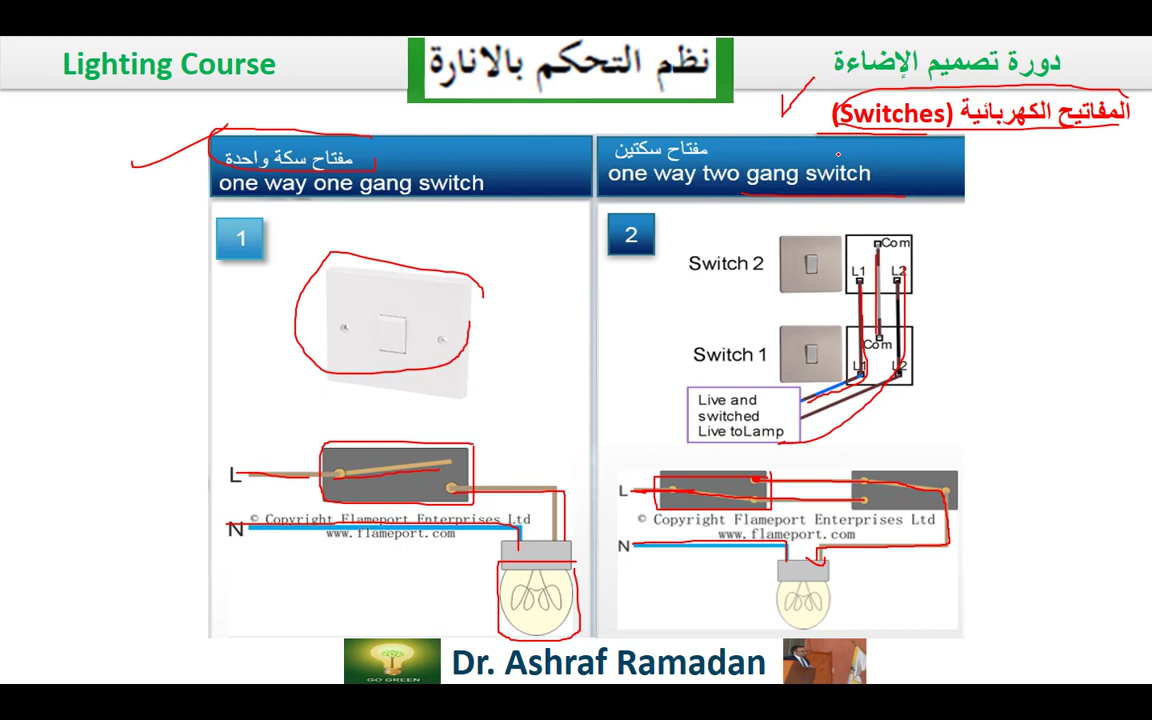 Lighting Course
نظم التحكم بالانارة
دورة تصميم الإضاءة
المفاتيح الكهربائية (Switches)
مفتاح سكة واحدة
one way one gang switch
مفتاح سكتين
one way two gang switch
1
2
Switch 2
Com
L1
L2
Switch 1
Com
L1
L2
Live and
switched
Live toLamp
L
© Copyright Flameport Enterprises Ltd
www.flameport.com
N
L
© Copyright Flameport Enterprises Ltd
www.flameport.com
N
GO GREEN
Dr. Ashraf Ramadan